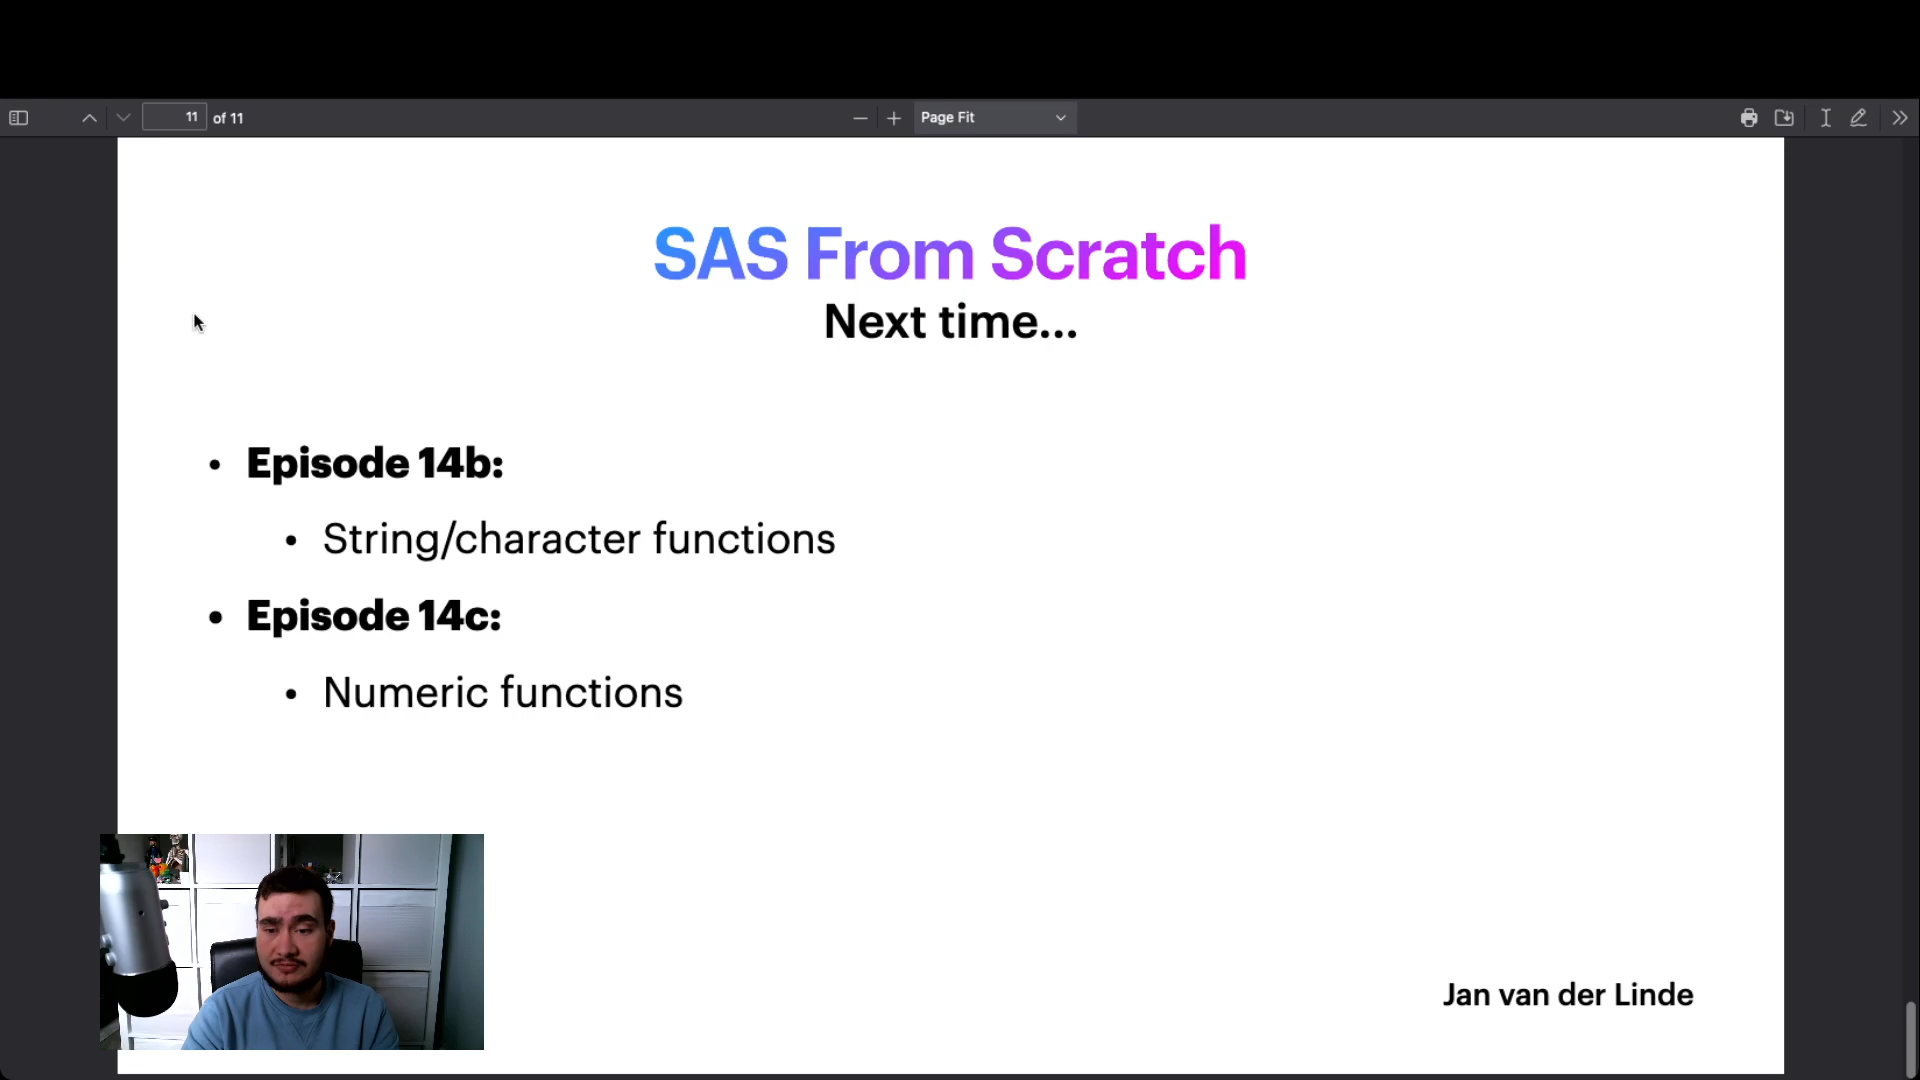 11 of 11
Page Fit
SAS From Scratch
Next time...
• Episode 14b:
• String/character functions
• Episode 14c:
• Numeric functions
Jan van der Linde